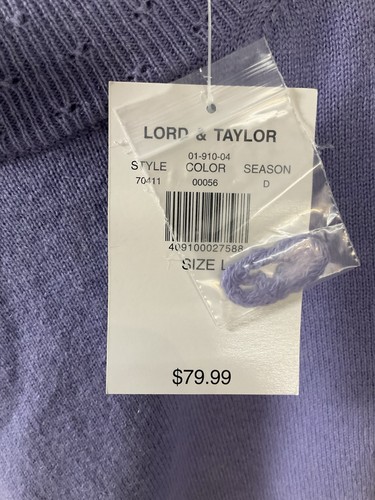 LORD & TAYLOR
01-910-04
STYLE COLOR SEASON
70411 00056 D
409100027588
SIZE L
$79.99